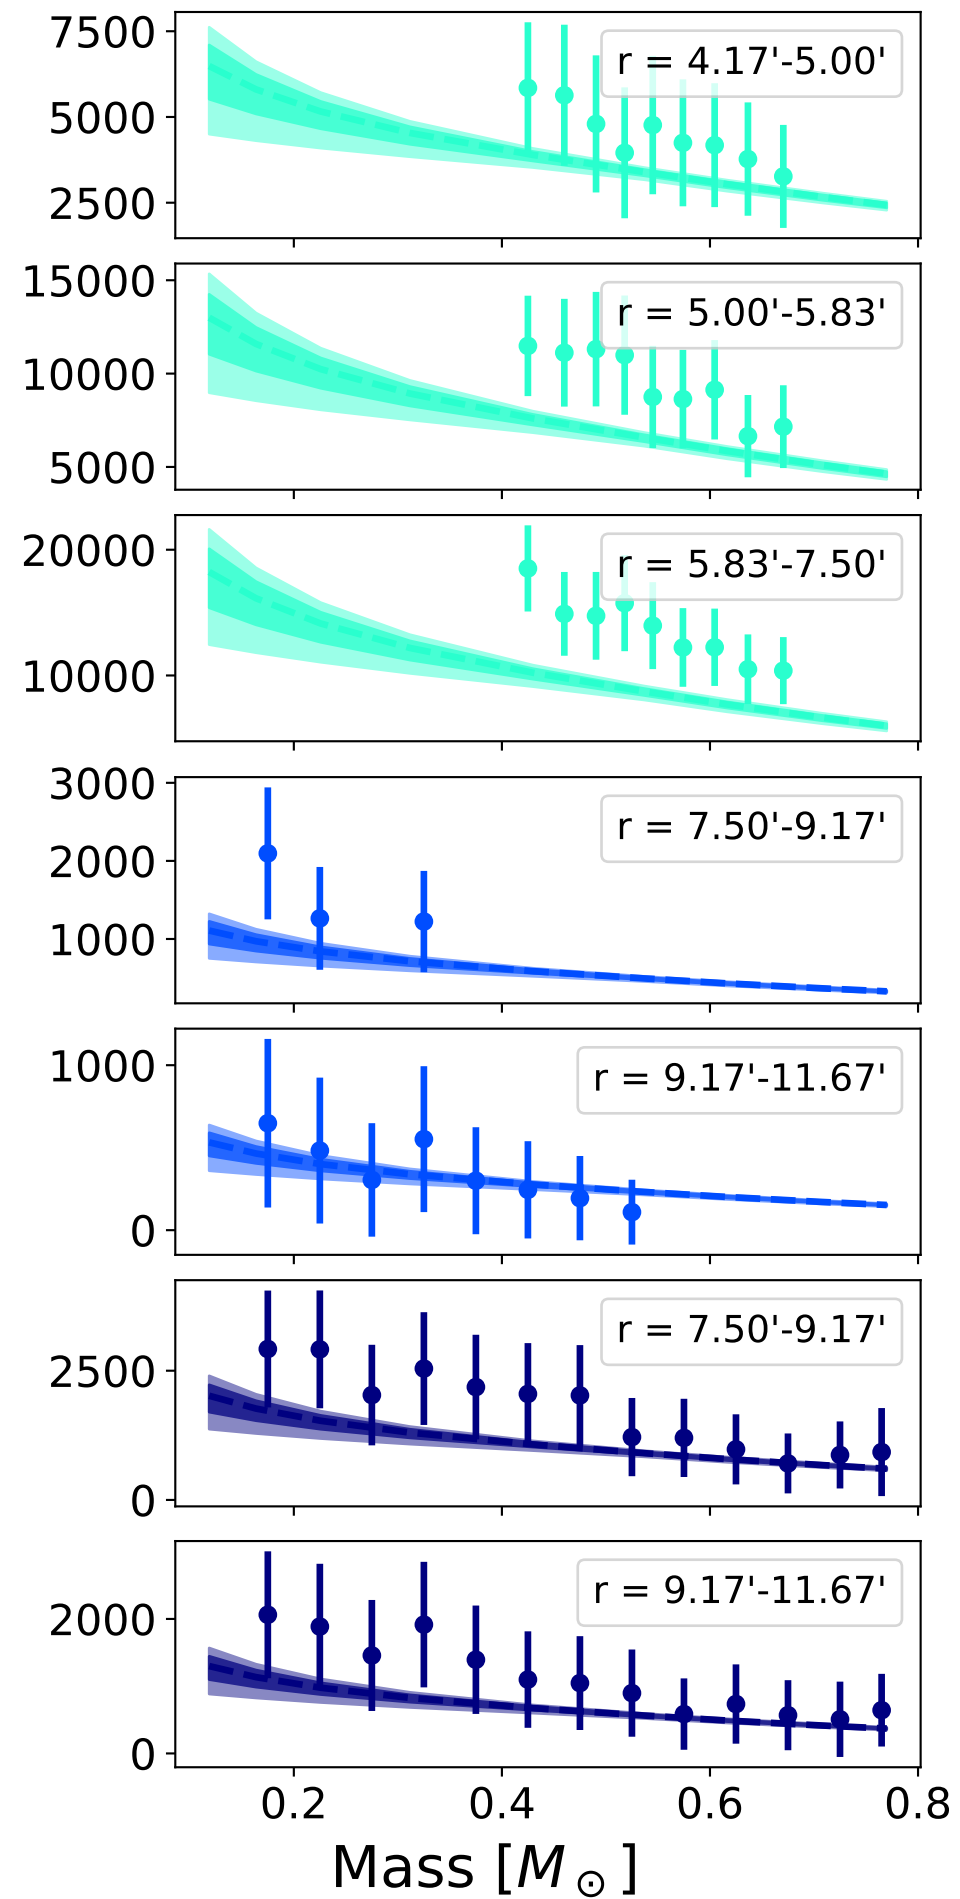 7500
5000
2500
r = 4.17'-5.00'
15000
10000
5000
r = 5.00'-5.83'
20000
10000
r = 5.83'-7.50'
3000
2000
1000
r = 7.50'-9.17'
1000
0
r = 9.17'-11.67'
2500
0
r = 7.50'-9.17'
2000
0
r = 9.17'-11.67'
0.2 0.4 0.6 0.8
Mass [M⊙]